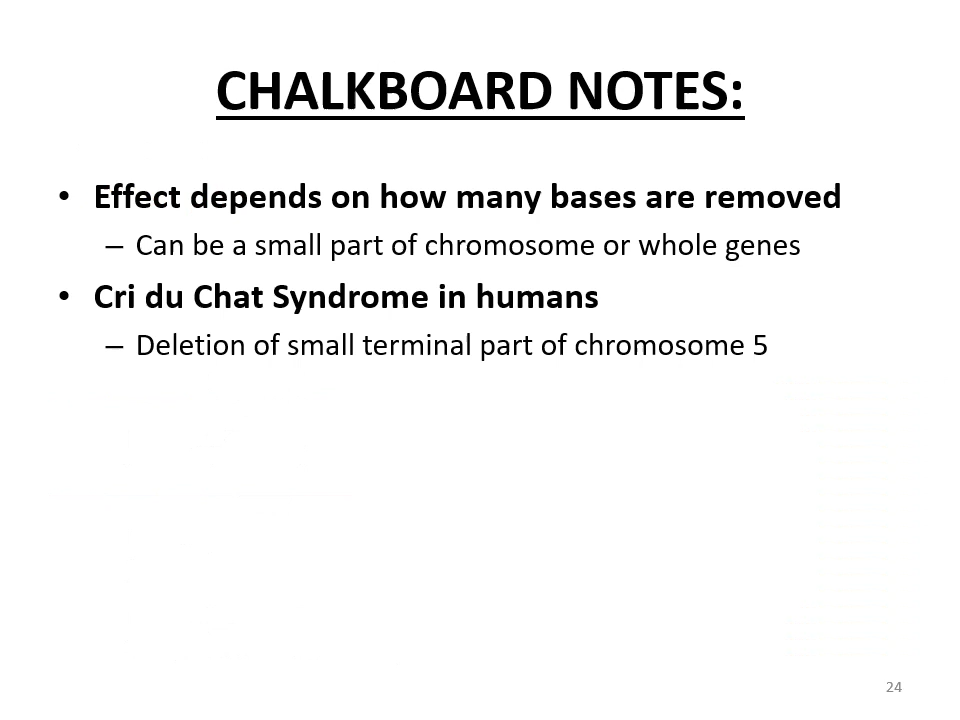 CHALKBOARD NOTES:
• Effect depends on how many bases are removed
– Can be a small part of chromosome or whole genes
• Cri du Chat Syndrome in humans
– Deletion of small terminal part of chromosome 5
24